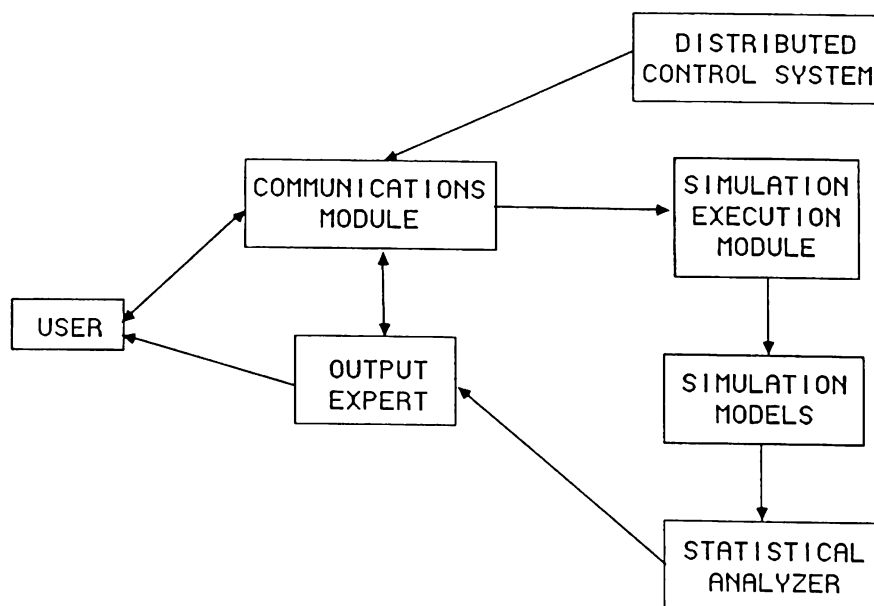 DISTRIBUTED
CONTROL SYSTEM
COMMUNICATIONS
MODULE
SIMULATION
EXECUTION
MODULE
USER
OUTPUT
EXPERT
SIMULATION
MODELS
STATISTICAL
ANALYZER